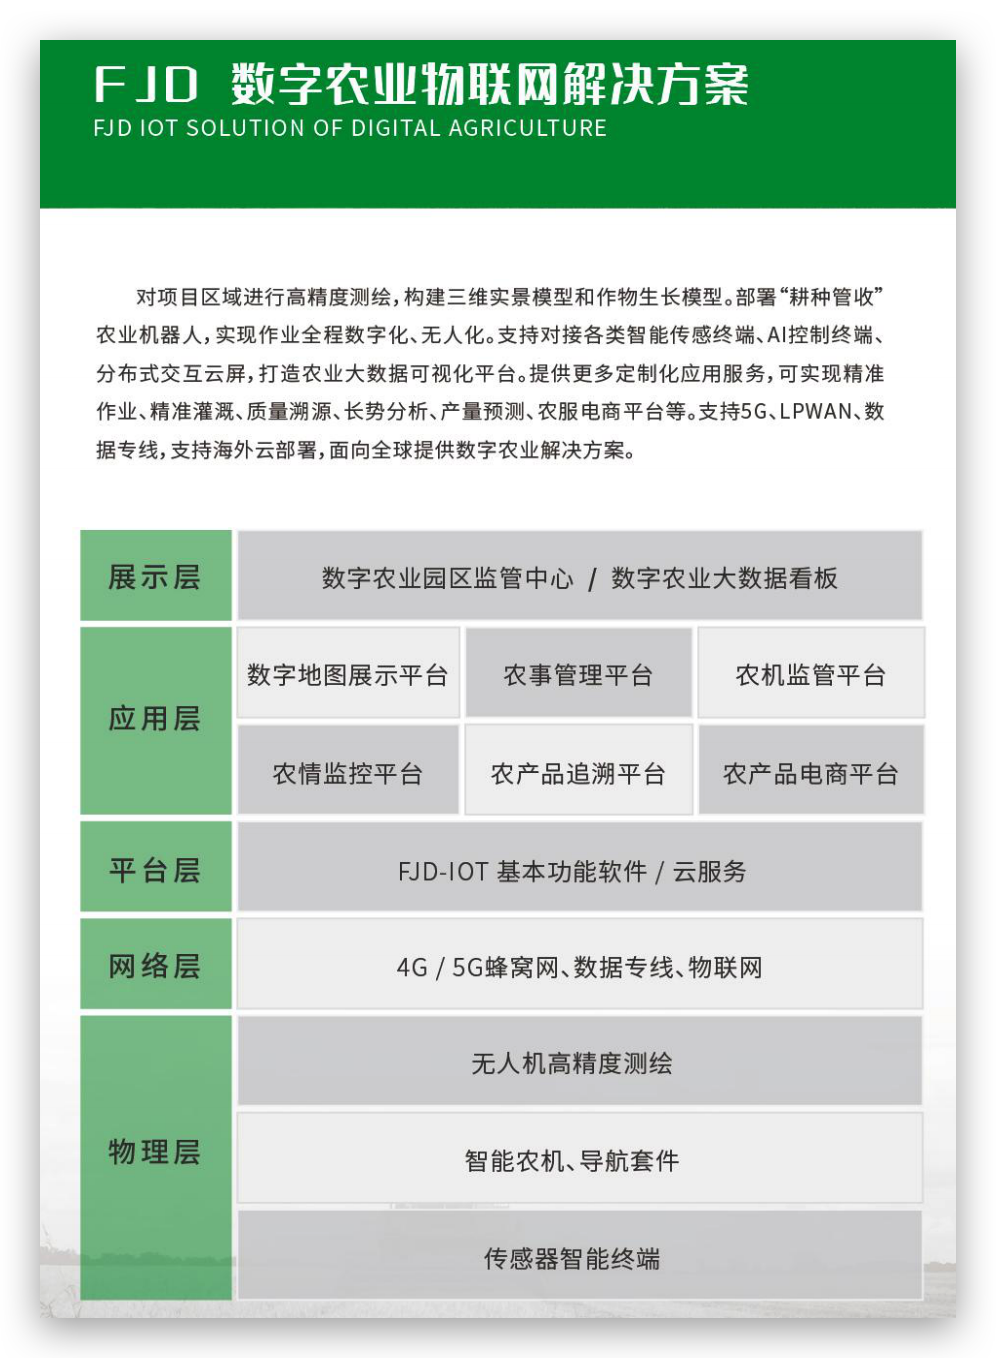 FJD 数字农业物联网解决方案
FJD IOT SOLUTION OF DIGITAL AGRICULTURE
对项目区域进行高精度测绘，构建三维实景模型和作物生长模型。部署“耕种管收”
农业机器人，实现作业全程数字化、无人化。支持对接各类智能传感终端、AI控制终端、
分布式交互云屏，打造农业大数据可视化平台。提供更多定制化应用服务，可实现精准
作业、精准灌溉、质量溯源、长势分析、产量预测、农服电商平台等。支持5G、LPWAN、数
据专线，支持海外云部署，面向全球提供数字农业解决方案。
展示层
数字农业园区监管中心 / 数字农业大数据看板
应用层
数字地图展示平台
农事管理平台
农机监管平台
农情监控平台
农产品追溯平台
农产品电商平台
平台层
FJD-IOT 基本功能软件 / 云服务
网络层
4G / 5G蜂窝网、数据专线、物联网
物理层
无人机高精度测绘
智能农机、导航套件
传感器智能终端